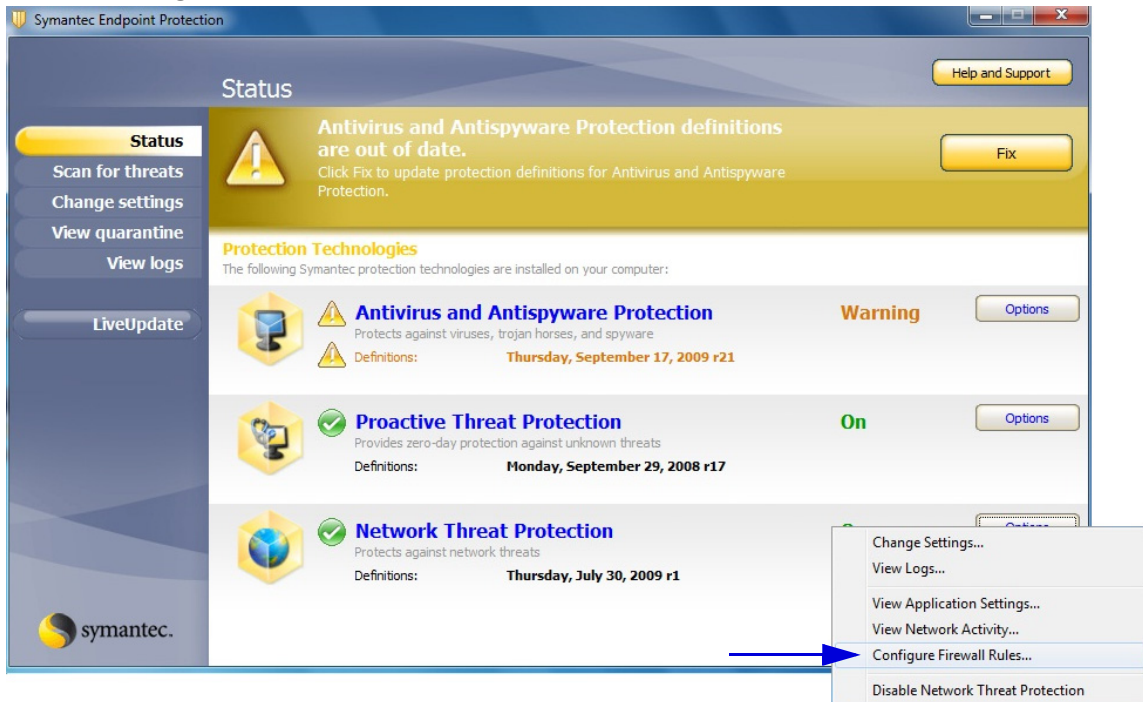 Symantec Endpoint Protection
Status
Help and Support
Status
Scan for threats
Change settings
View quarantine
View logs
LiveUpdate
Antivirus and Antispyware Protection definitions
are out of date.
Click Fix to update protection definitions for Antivirus and Antispyware
Protection.
Fix
Protection Technologies
The following Symantec protection technologies are installed on your computer:
Antivirus and Antispyware Protection
Warning
Options
Protects against viruses, trojan horses, and spyware
Definitions: Thursday, September 17, 2009 r21
Proactive Threat Protection
On
Options
Provides zero-day protection against unknown threats
Definitions: Monday, September 29, 2008 r17
Network Threat Protection
Protects against network threats
Definitions: Thursday, July 30, 2009 r1
Change Settings...
View Logs...
View Application Settings...
View Network Activity...
Configure Firewall Rules...
Disable Network Threat Protection
symantec.